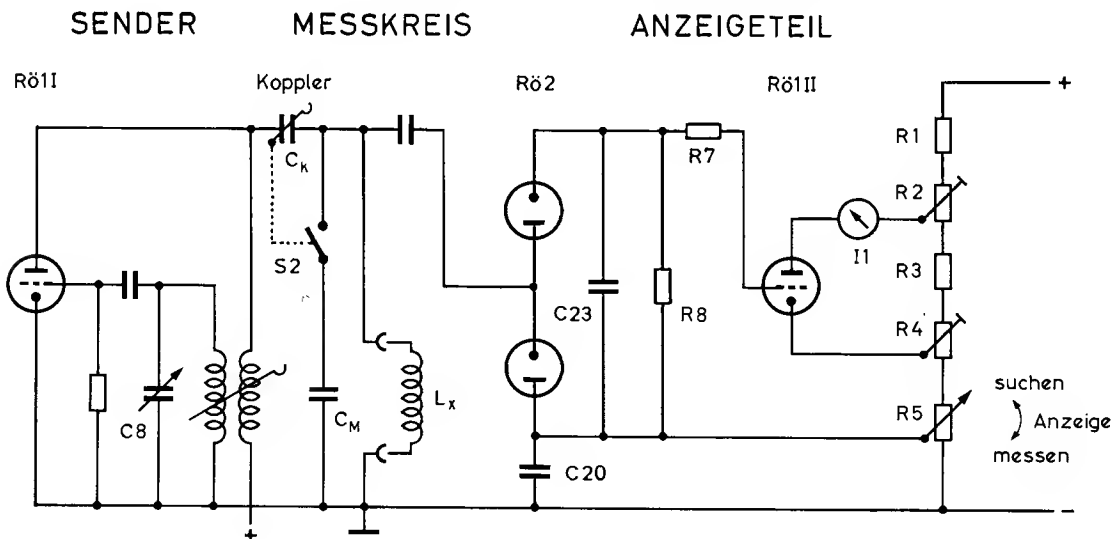 SENDER MESSKREIS ANZEIGETEIL
Rö1I Koppler Rö2 Rö1II
+
R1
C_K
R7
R2
I1
S2
R3
C23
R8
R4
C8
C_M
L_x
R5
suchen
Anzeige
messen
C20
+
-